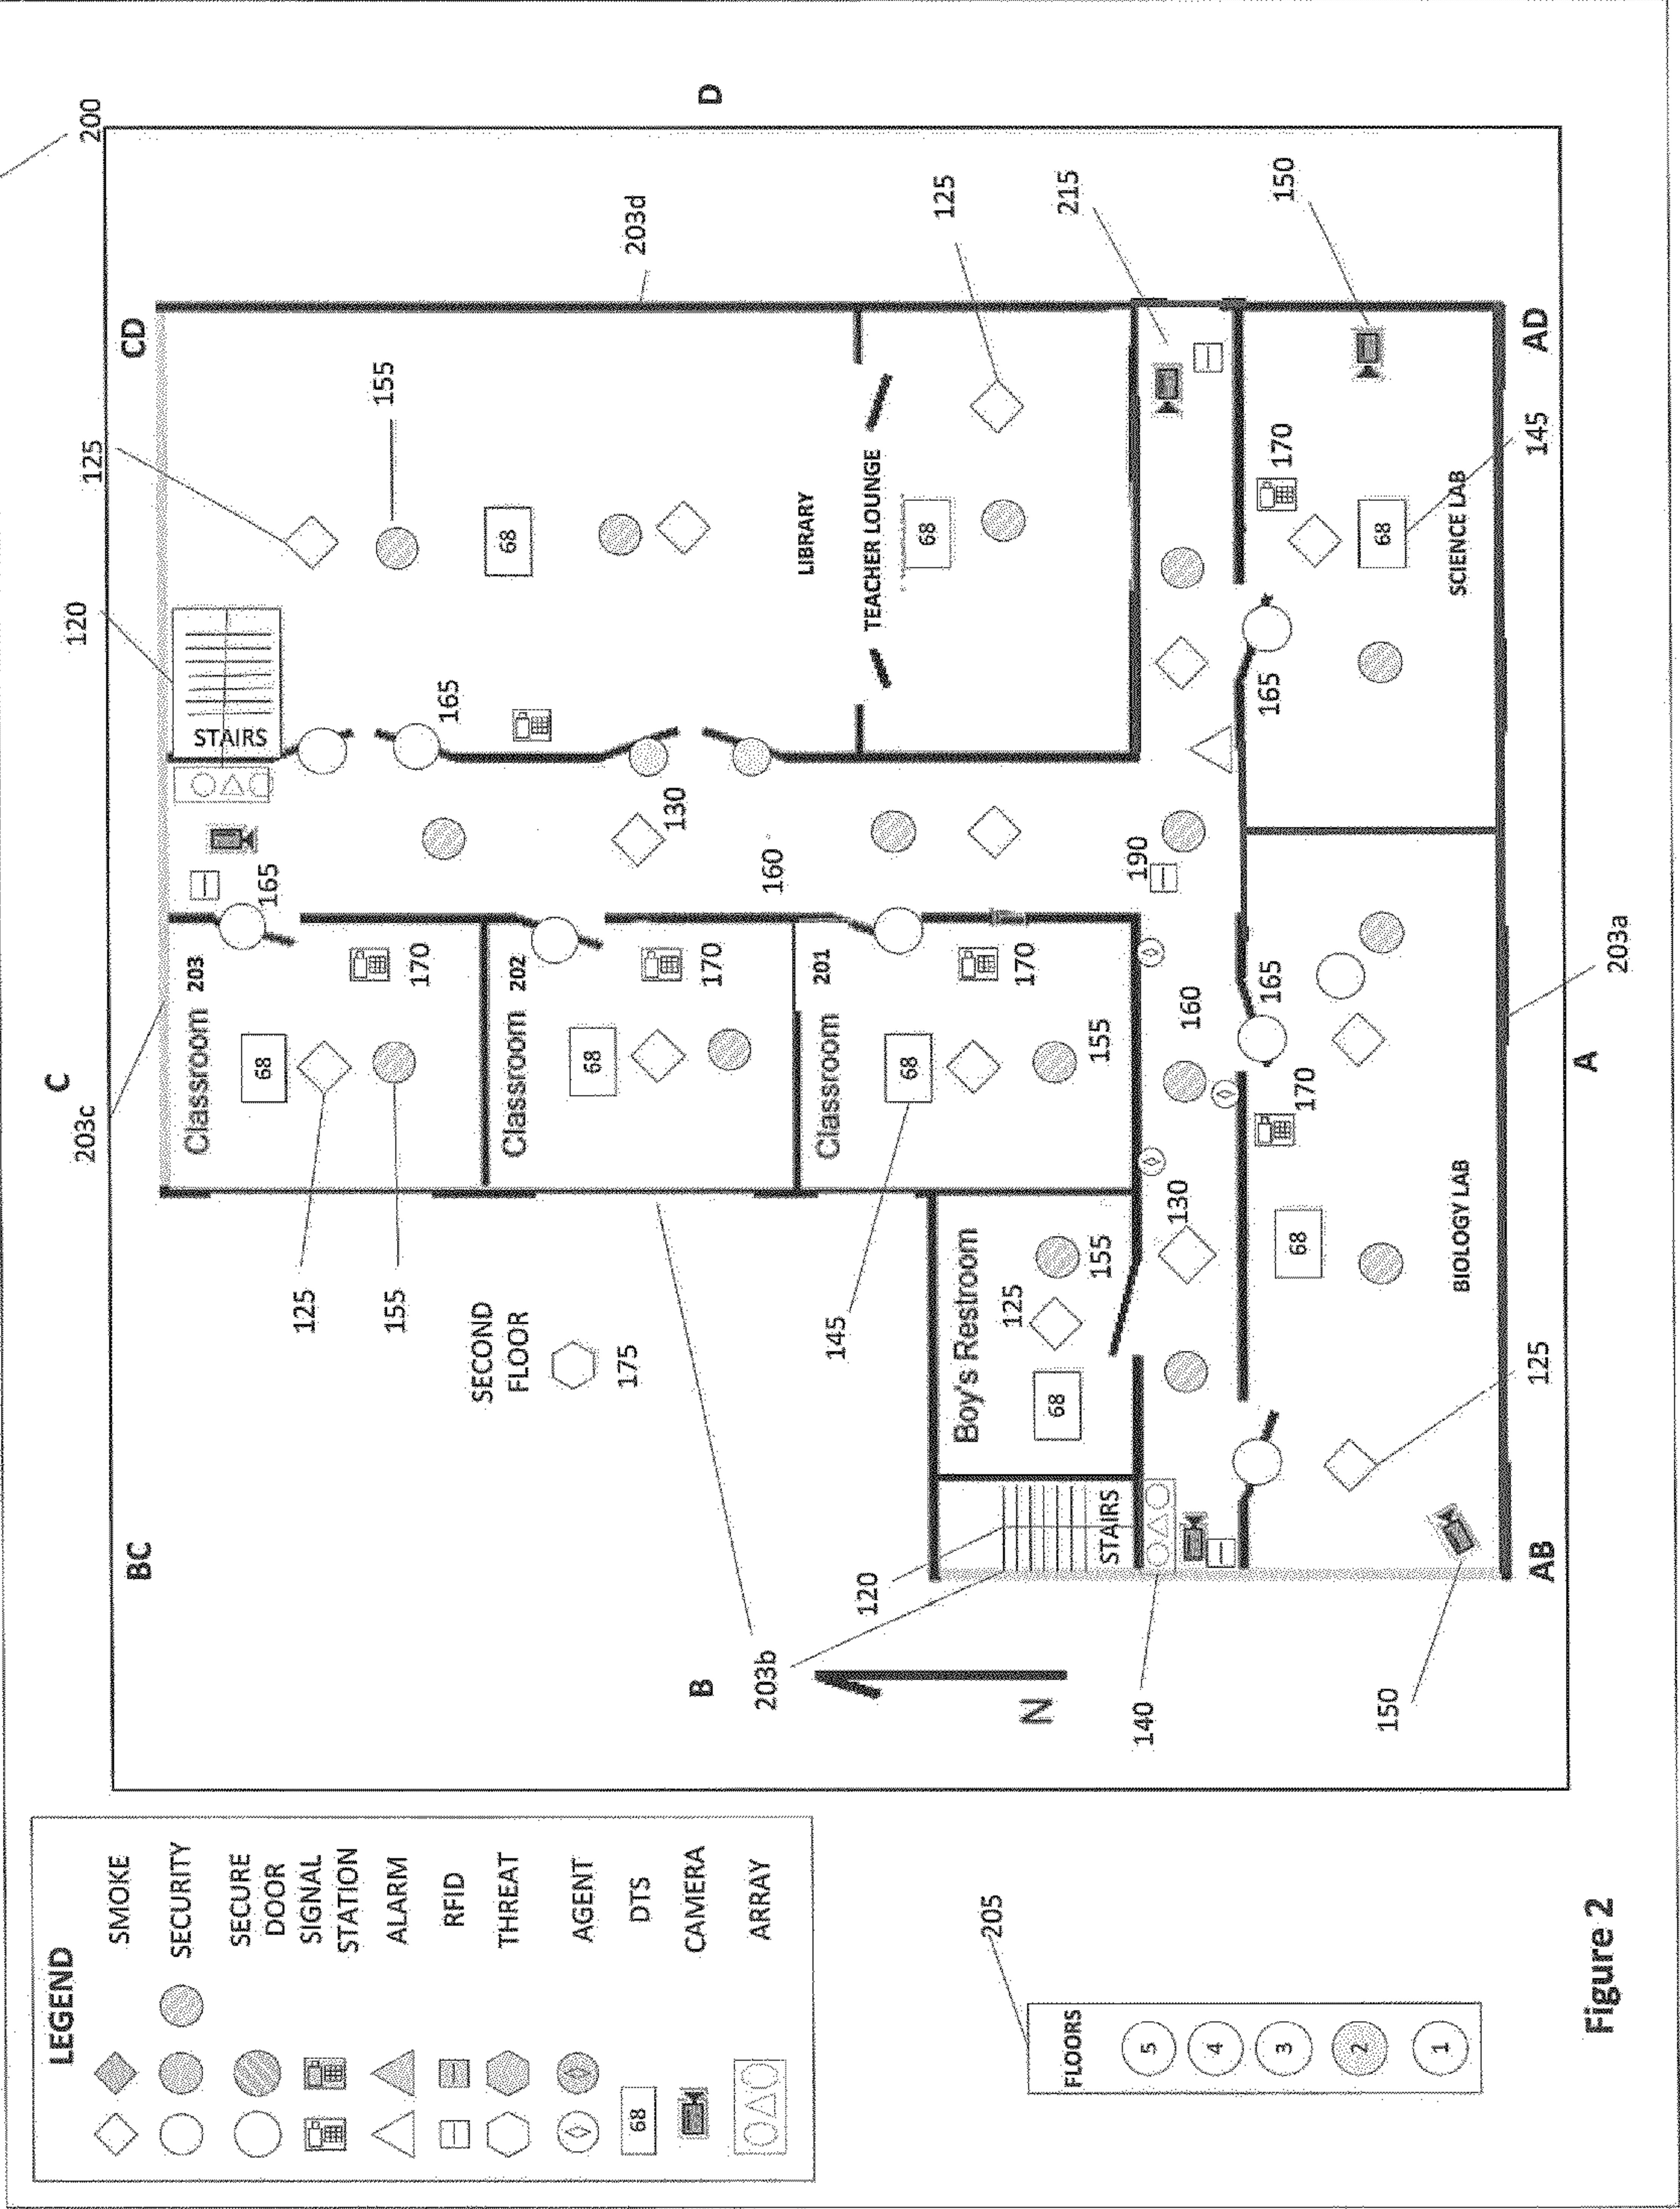 LEGEND
SMOKE
SECURITY
SECURE
DOOR
SIGNAL
STATION
ALARM
RFID
THREAT
AGENT
68
DTS
CAMERA
ARRAY
205
FLOORS
5
4
3
2
1
BC
C
203c
120
125
CD
200
B
203b
N
SECOND
FLOOR
175
125
155
145
Classroom 203
68
170
165
Classroom 202
68
170
Classroom 201
68
170
155
STAIRS
165
155
68
130
160
LIBRARY
TEACHER LOUNGE
68
203d
D
125
215
150
120
STAIRS
Boy's Restroom
68
125
155
130
160
190
140
165
170
165
170
68
BIOLOGY LAB
68
SCIENCE LAB
145
150
125
AB
A
203a
AD
Figure 2